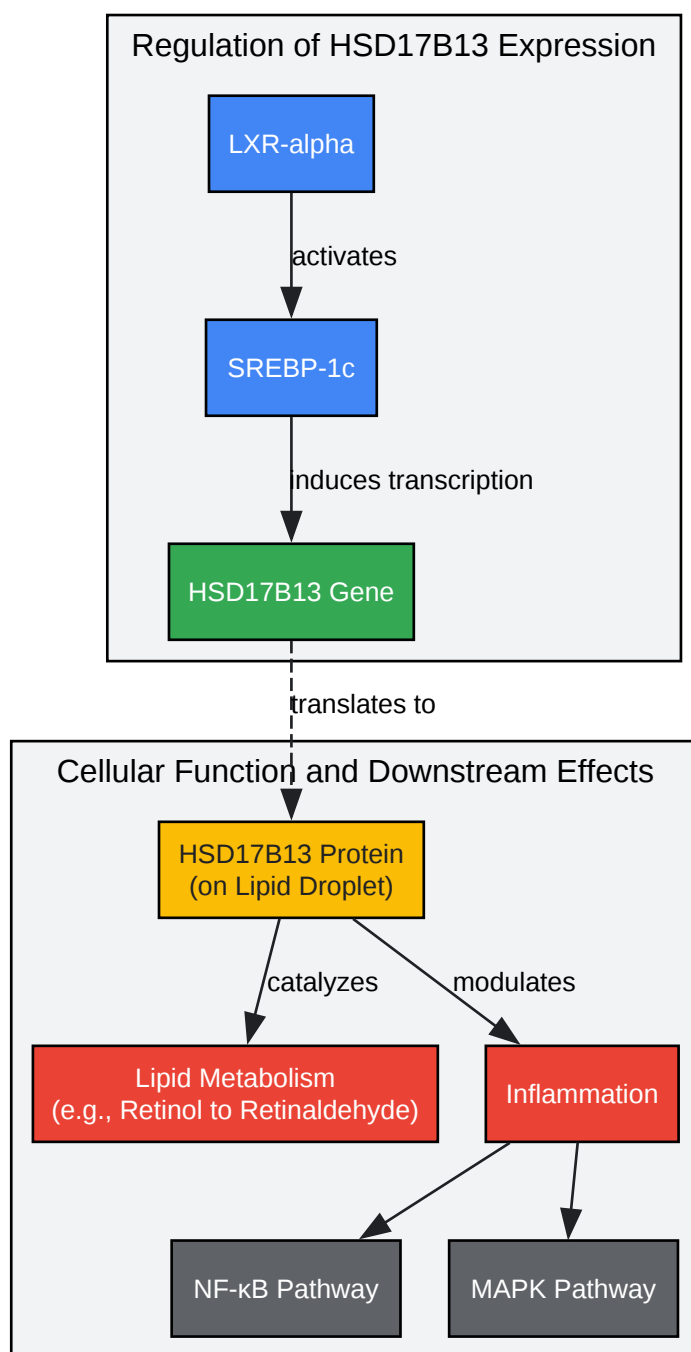 Regulation of HSD17B13 Expression
LXR-alpha
activates
SREBP-1c
induces transcription
HSD17B13 Gene
translates to
Cellular Function and Downstream Effects
HSD17B13 Protein
(on Lipid Droplet)
catalyzes
modulates
Lipid Metabolism
(e.g., Retinol to Retinaldehyde)
Inflammation
NF-κB Pathway
MAPK Pathway